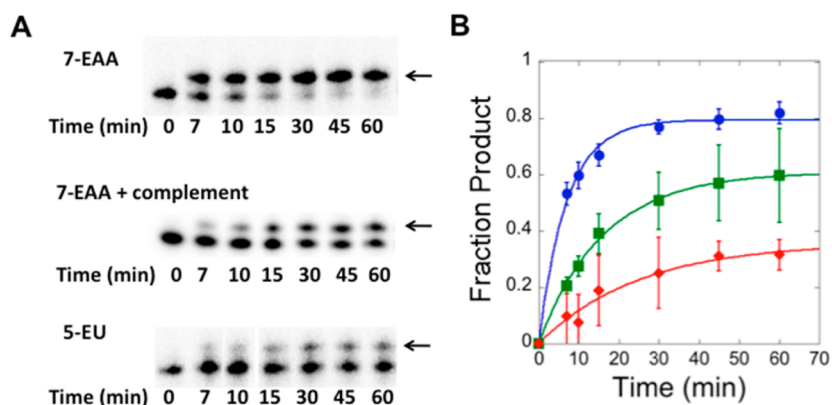 A
7-EAA
Time (min) 0 7 10 15 30 45 60
7-EAA + complement
Time (min) 0 7 10 15 30 45 60
5-EU
Time (min) 0 7 10 15 30 45 60
B
Fraction Product
1
0.8
0.6
0.4
0.2
0
0 10 20 30 40 50 60 70
Time (min)